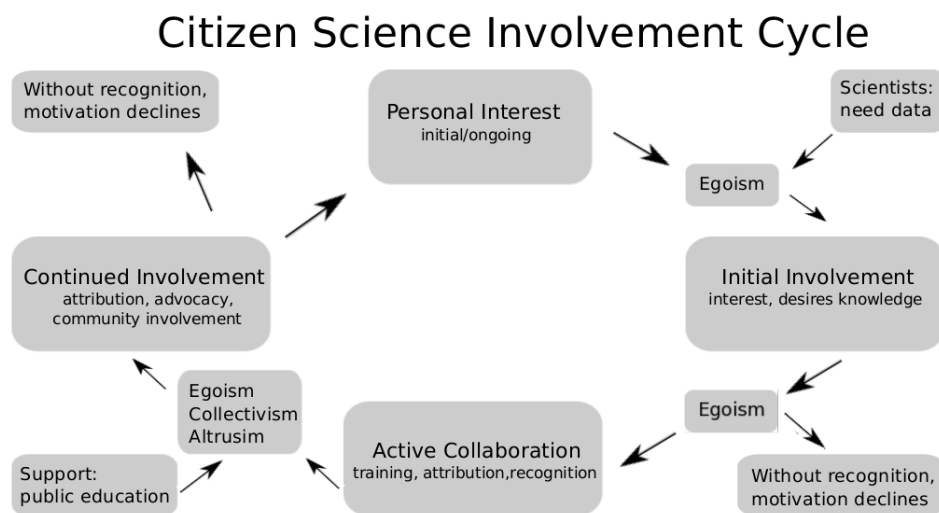 Citizen Science Involvement Cycle
Without recognition,
motivation declines
Personal Interest
initial/ongoing
Scientists:
need data
Egoism
Initial Involvement
interest, desires knowledge
Egoism
Without recognition,
motivation declines
Active Collaboration
training, attribution,recognition
Egoism
Collectivism
Altrusim
Support:
public education
Continued Involvement
attribution, advocacy,
community involvement